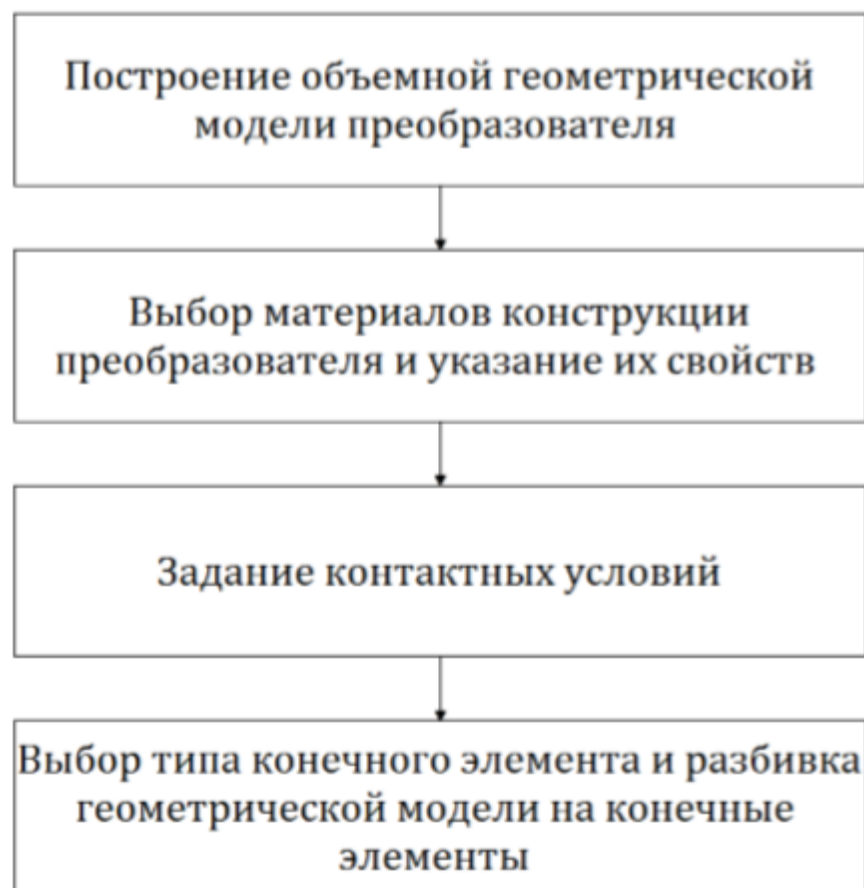 Построение объемной геометрической
модели преобразователя
Выбор материалов конструкции
преобразователя и указание их свойств
Задание контактных условий
Выбор типа конечного элемента и разбивка
геометрической модели на конечные
элементы